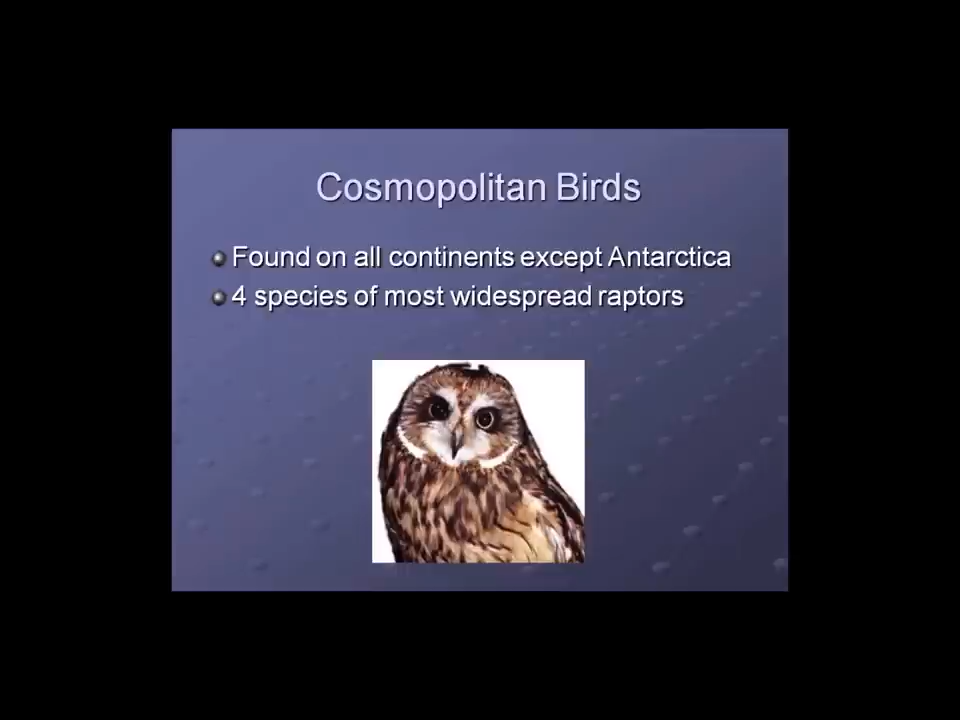 Cosmopolitan Birds
Found on all continents except Antarctica
4 species of most widespread raptors